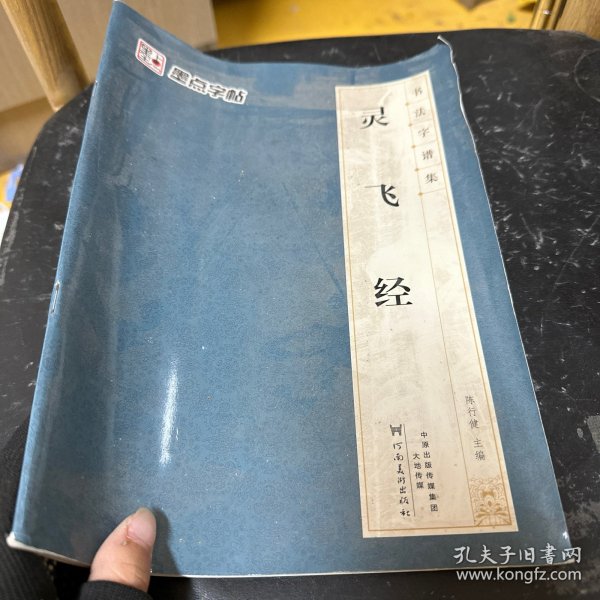 墨点字帖
书法字谱集
灵飞经
陈行健 主编
河南美术出版社
中原出版传媒集团
大地传媒
孔夫子旧书网
www.kongfz.com